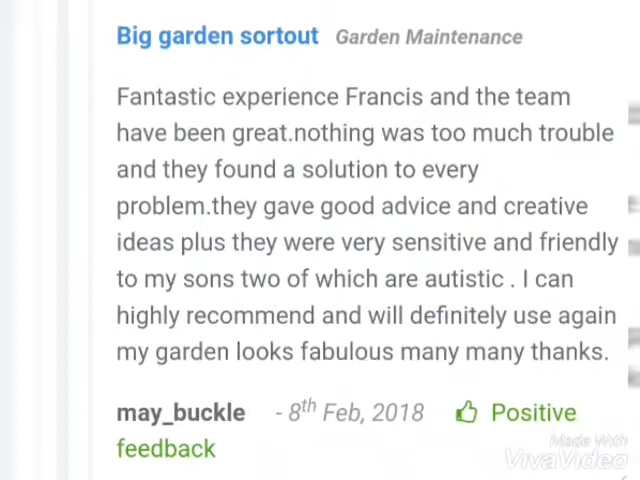 Big garden sortout Garden Maintenance
Fantastic experience Francis and the team
have been great.nothing was too much trouble
and they found a solution to every
problem.they gave good advice and creative
ideas plus they were very sensitive and friendly
to my sons two of which are autistic . I can
highly recommend and will definitely use again
my garden looks fabulous many many thanks.
may_buckle - 8th Feb, 2018 Positive
feedback
Made With
VivaVideo